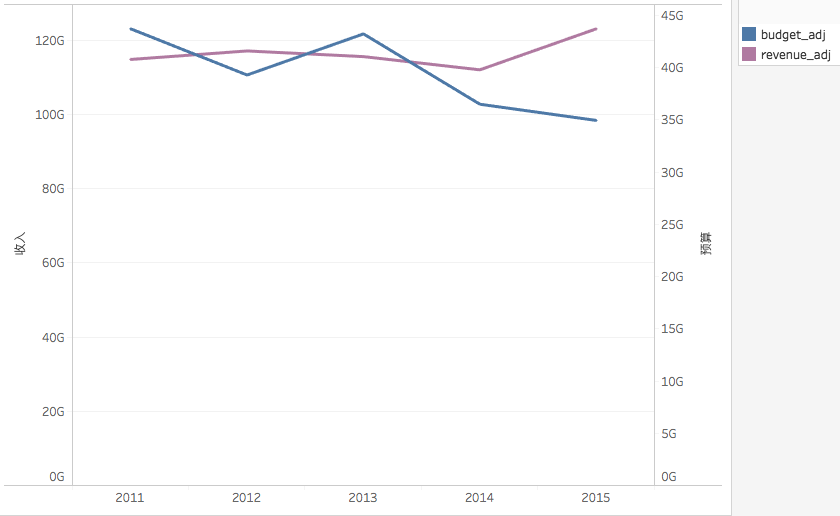 120G
100G
80G
60G
40G
20G
0G
收入
2011
2012
2013
2014
2015
45G
40G
35G
30G
25G
20G
15G
10G
5G
0G
预算
budget_adj
revenue_adj